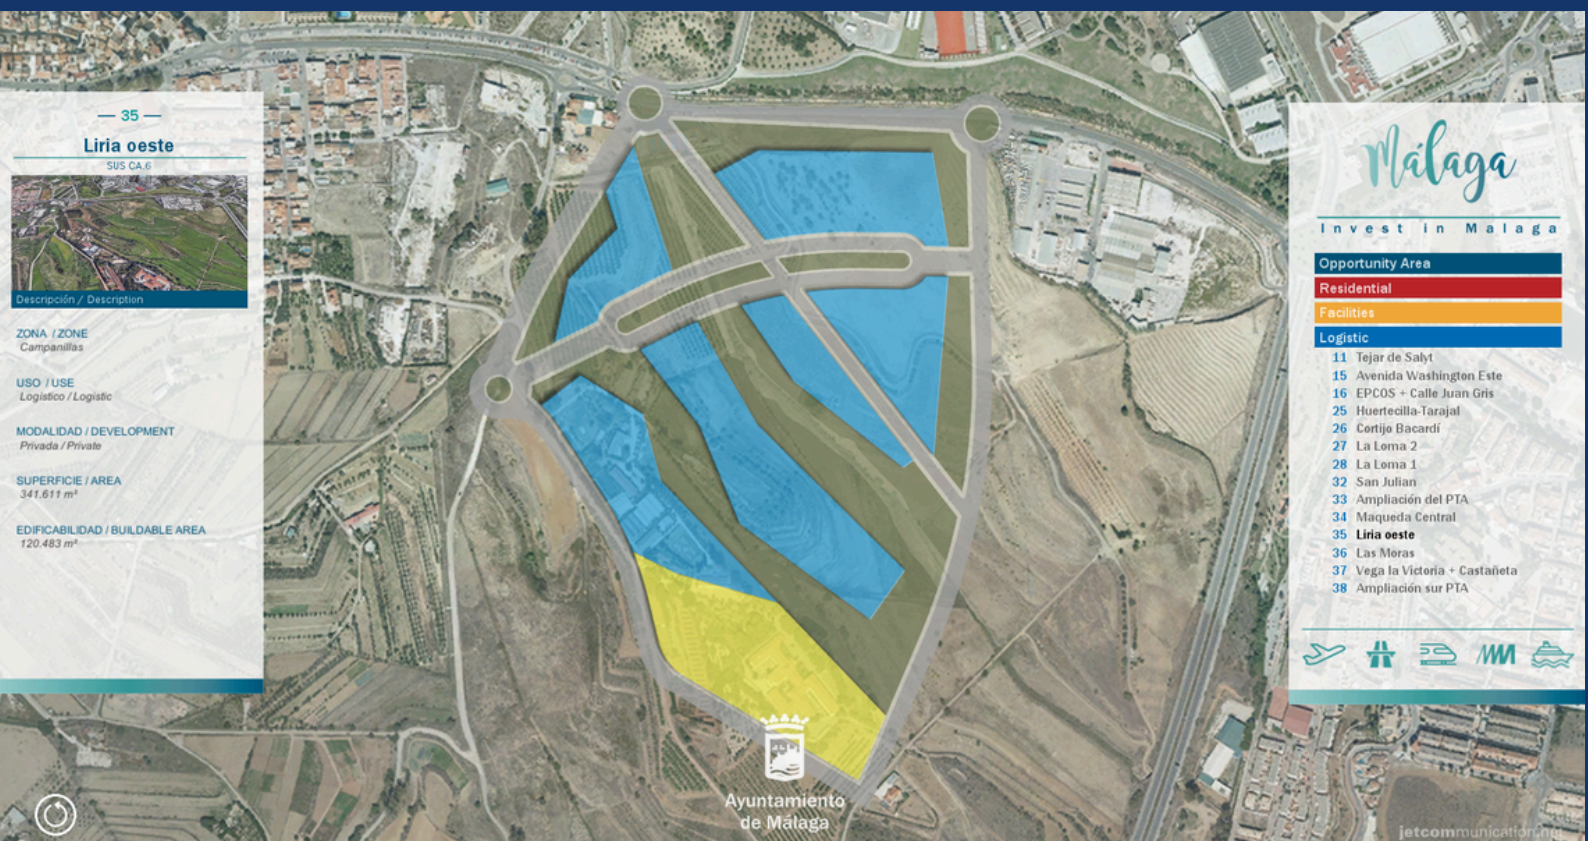 — 35 —
Liria oeste
SUS CA.6
Descripción / Description
ZONA / ZONE
Campanillas
USO / USE
Logístico / Logistic
MODALIDAD / DEVELOPMENT
Privada / Private
SUPERFICIE / AREA
341.611 m²
EDIFICABILIDAD / BUILDABLE AREA
120.483 m²
Ayuntamiento
de Málaga
Málaga
Invest in Malaga
Opportunity Area
Residential
Facilities
Logistic
11 Tejar de Salyt
15 Avenida Washington Este
16 EPCOS + Calle Juan Gris
25 Huertecilla-Tarajal
26 Cortijo Bacardí
27 La Loma 2
28 La Loma 1
32 San Julian
33 Ampliación del PTA
34 Maqueda Central
35 Liria oeste
36 Las Moras
37 Vega la Victoria + Castañeta
38 Ampliación sur PTA
jetcommunication.net